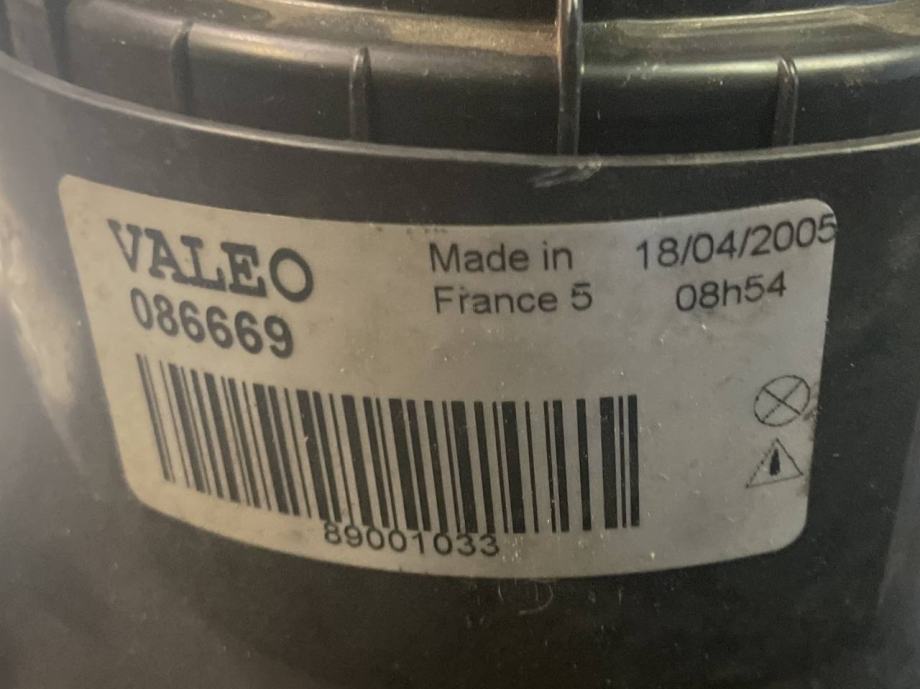 VALEO
086669
Made in
France 5
18/04/2005
08h54
89001033